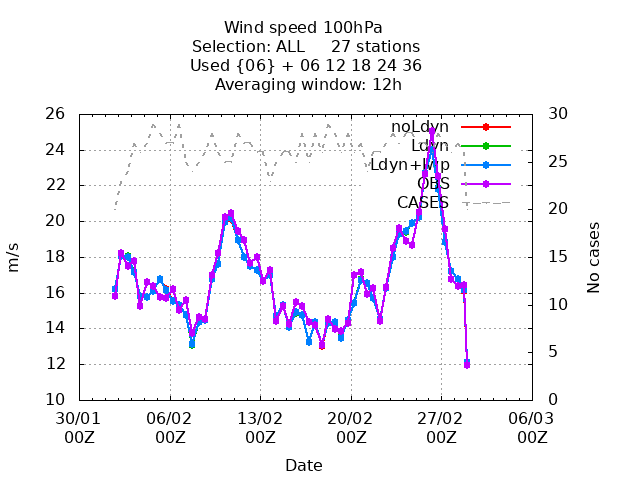 Wind speed 100hPa
Selection: ALL     27 stations
Used {06} + 06 12 18 24 36
Averaging window: 12h
26
24
22
20
18
16
14
12
10
m/s
30
25
20
15
10
5
0
No cases
noLdyn
Ldyn
OBS
CASES
30/01 06/02 13/02 20/02 27/02 06/03
00Z 00Z 00Z 00Z 00Z 00Z
Date